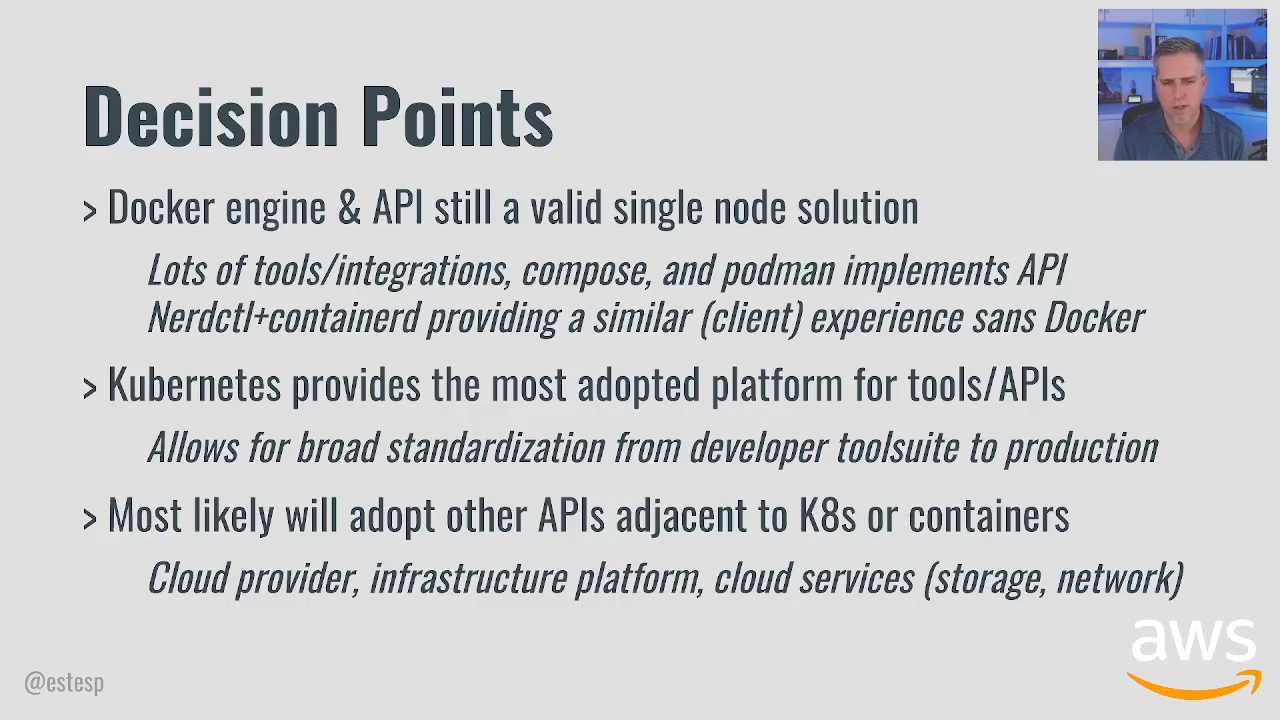 Decision Points
> Docker engine & API still a valid single node solution
Lots of tools/integrations, compose, and podman implements API
Nerdctl+containerd providing a similar (client) experience sans Docker
> Kubernetes provides the most adopted platform for tools/APIs
Allows for broad standardization from developer toolsuite to production
> Most likely will adopt other APIs adjacent to K8s or containers
Cloud provider, infrastructure platform, cloud services (storage, network)
aws
@estesp